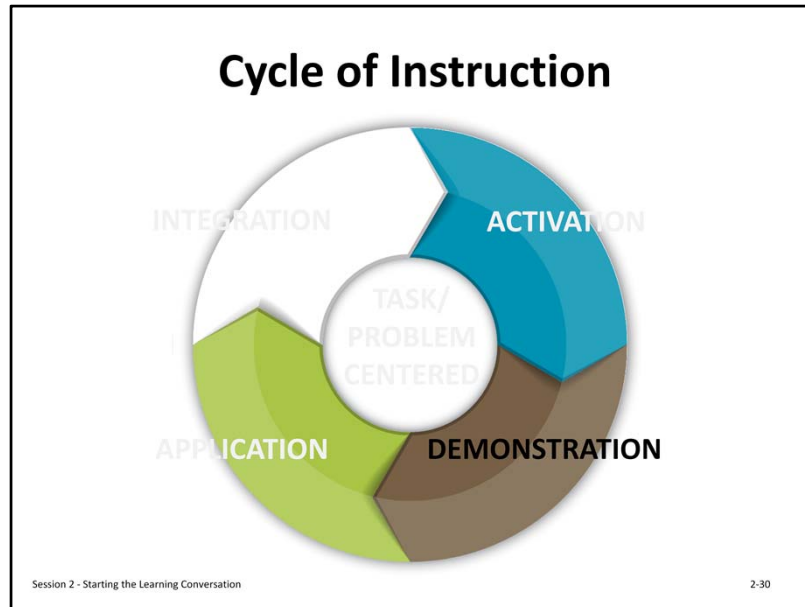 Cycle of Instruction
INTEGRATION
ACTIVATION
TASK/
PROBLEM
CENTERED
APPLICATION
DEMONSTRATION
Session 2 - Starting the Learning Conversation
2-30